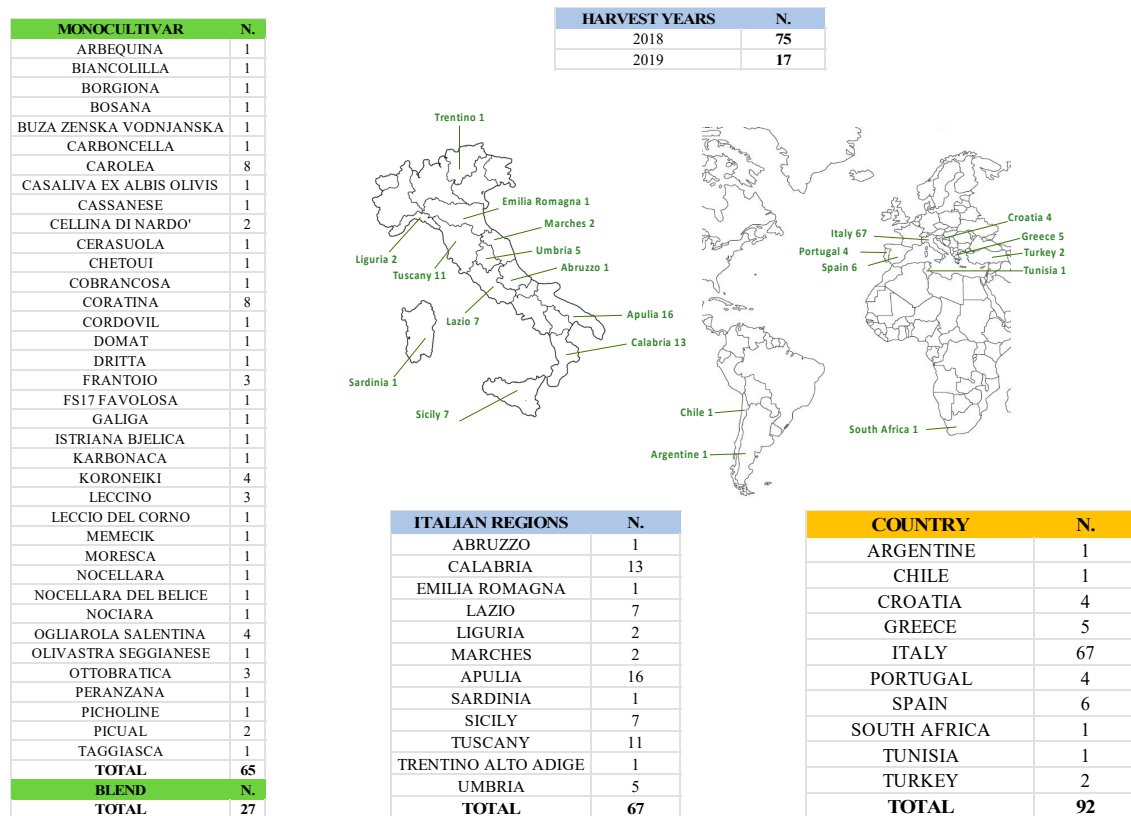 MONOCULTIVAR N.
ARBEQUINA 1
BIANCOLILLA 1
BORGIONA 1
BOSANA 1
BUZA ZENSKA VODNJANSKA 1
CARBONCELLA 1
CAROLEA 8
CASALIVA EX ALBIS OLIVIS 1
CASSANESE 1
CELLINA DI NARDO' 2
CERASUOLA 1
CHETOUI 1
COBRANCOSA 1
CORATINA 8
CORDOVIL 1
DOMAT 1
DRITTA 1
FRANTOIO 3
FS17 FAVOLOSA 1
GALIGA 1
ISTRIANA BJELICA 1
KARBONACA 1
KORONEIKI 4
LECCINO 3
LECCIO DEL CORNO 1
MEMECIK 1
MORESCA 1
NOCELLARA 1
NOCELLARA DEL BELICE 1
NOCIARA 1
OGLIAROLA SALENTINA 4
OLIVASTRA SEGGIANESE 1
OTTOBRATICA 3
PERANZANA 1
PICHOLINE 1
PICUAL 2
TAGGIASCA 1
TOTAL 65
BLEND N.
TOTAL 27
HARVEST YEARS N.
2018 75
2019 17
Trentino 1
Emilia Romagna 1
Marches 2
Umbria 5
Liguria 2
Tuscany 11
Abruzzo 1
Lazio 7
Apulia 16
Calabria 13
Sardinia 1
Sicily 7
Croatia 4
Italy 67
Greece 5
Portugal 4
Turkey 2
Spain 6
Tunisia 1
Chile 1
South Africa 1
Argentine 1
ITALIAN REGIONS N.
ABRUZZO 1
CALABRIA 13
EMILIA ROMAGNA 1
LAZIO 7
LIGURIA 2
MARCHES 2
APULIA 16
SARDINIA 1
SICILY 7
TUSCANY 11
TRENTINO ALTO ADIGE 1
UMBRIA 5
TOTAL 67
COUNTRY N.
ARGENTINE 1
CHILE 1
CROATIA 4
GREECE 5
ITALY 67
PORTUGAL 4
SPAIN 6
SOUTH AFRICA 1
TUNISIA 1
TURKEY 2
TOTAL 92